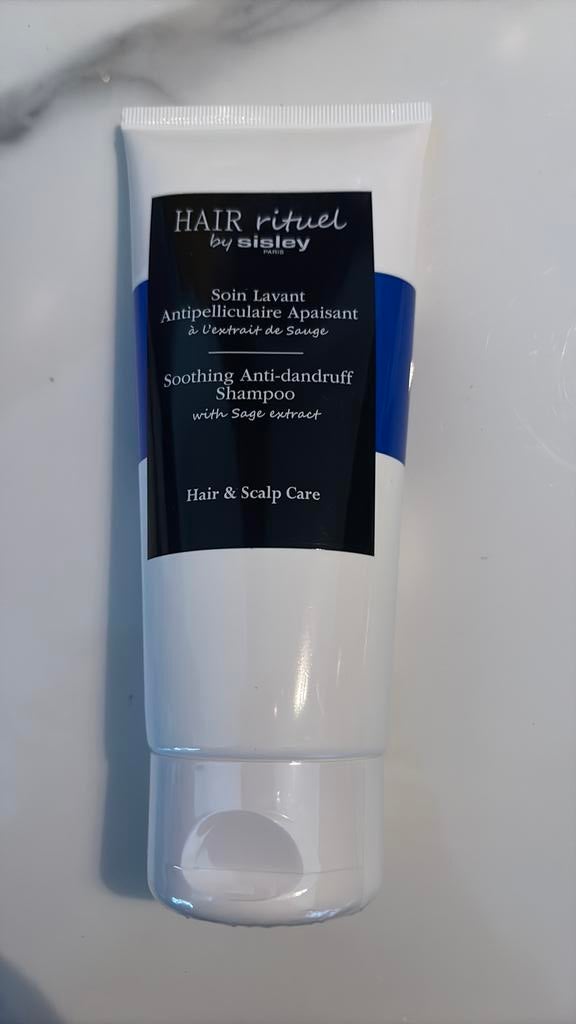 HAIR rituel
by sisley
PARIS
Soin Lavant
Antipelliculaire Apaisant
à l'extrait de Sauge
Soothing Anti-dandruff
Shampoo
with Sage extract
Hair & Scalp Care